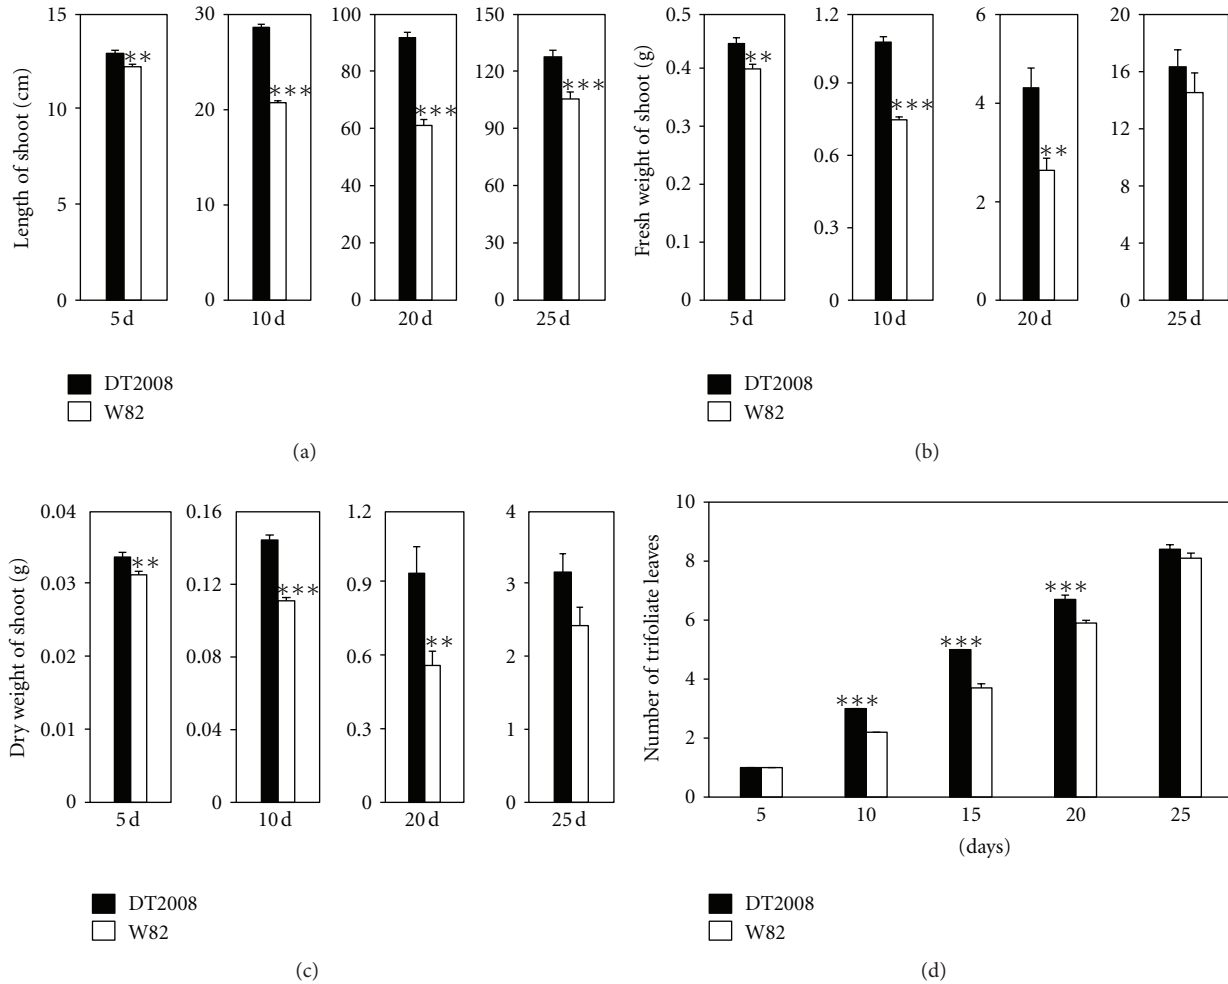 Length of shoot (cm)
15
10
5
0
**
5 d
30
20
10
0
***
10 d
100
80
60
40
20
0
***
20 d
150
120
90
60
30
0
***
25 d
DT2008
W82
(a)
Fresh weight of shoot (g)
0.5
0.4
0.3
0.2
0.1
0
**
5 d
1.2
0.9
0.6
0.3
0
***
10 d
6
4
2
0
**
20 d
20
16
12
8
4
0
25 d
DT2008
W82
(b)
Dry weight of shoot (g)
0.04
0.03
0.02
0.01
0
**
5 d
0.16
0.12
0.08
0.04
0
***
10 d
1.2
0.9
0.6
0.3
0
**
20 d
4
3
2
1
0
25 d
DT2008
W82
(c)
Number of trifoliate leaves
10
8
6
4
2
0
***
***
***
5 10 15 20 25
(days)
DT2008
W82
(d)